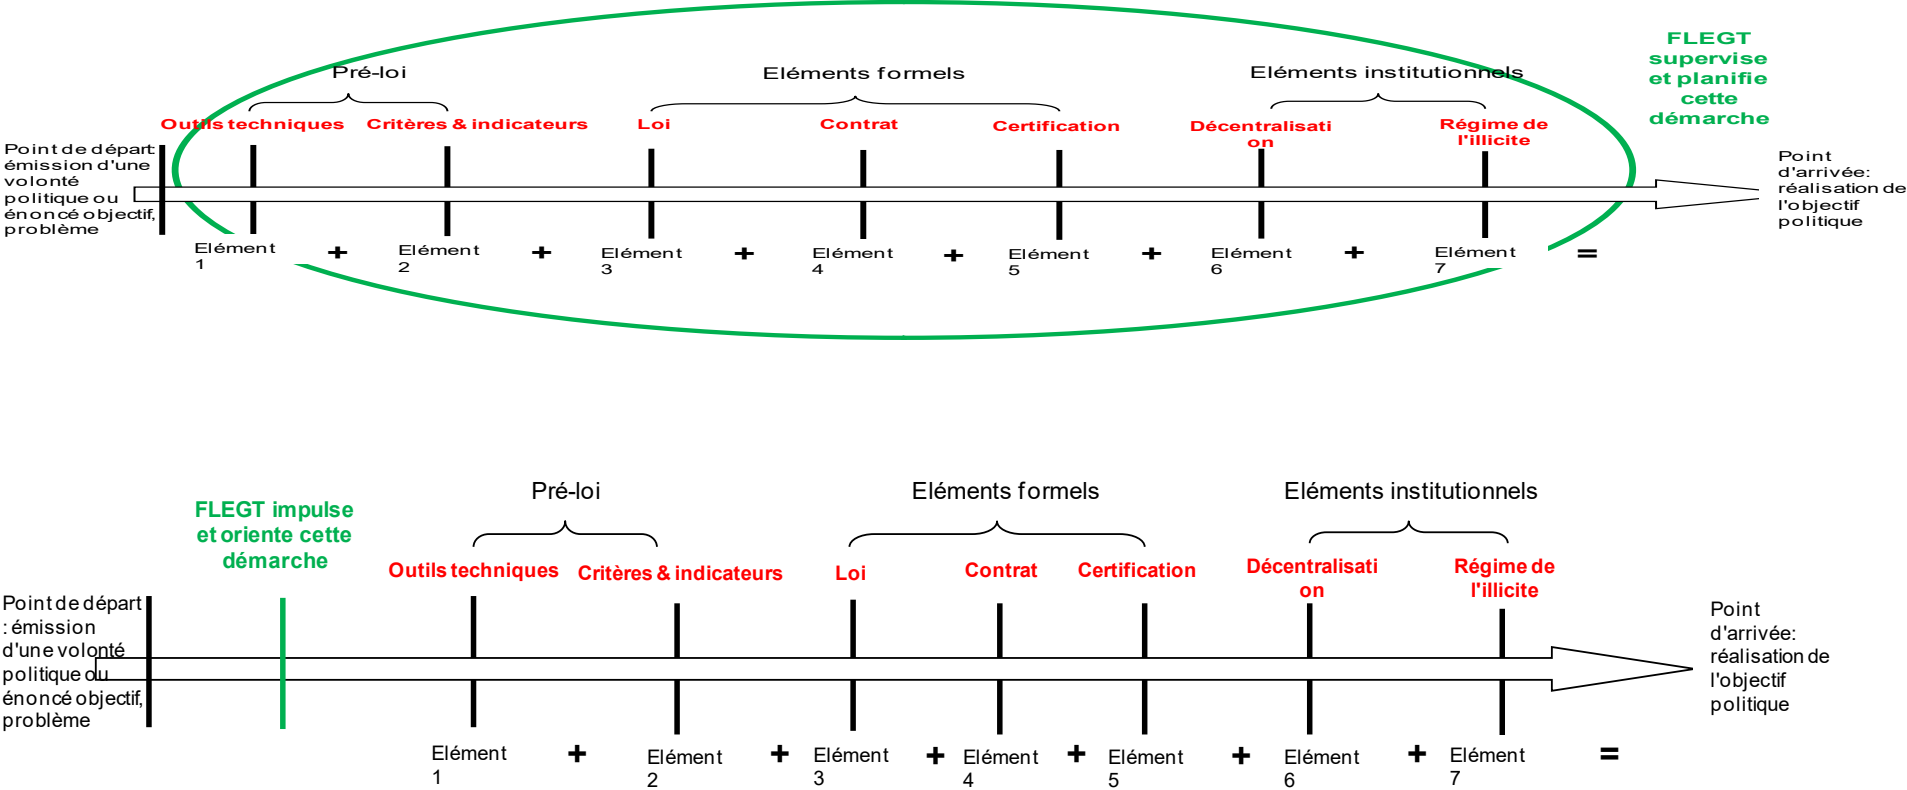 FLEGT
supervise
et planifie
cette
démarche
Pré-loi
Eléments formels
Eléments institutionnels
Outils techniques
Critères & indicateurs
Loi
Contrat
Certification
Décentralisati
on
Régime de
l'illicite
Point de départ:
émission d'une
volonté
politique ou
énoncé objectif,
problème
Point
d'arrivée:
réalisation de
l'objectif
politique
Elément
1
+
Elément
2
+
Elément
3
+
Elément
4
+
Elément
5
+
Elément
6
+
Elément
7
=
Pré-loi
Eléments formels
Eléments institutionnels
FLEGT impulse
et oriente cette
démarche
Outils techniques
Critères & indicateurs
Loi
Contrat
Certification
Décentralisati
on
Régime de
l'illicite
Point de départ
: émission
d'une volonté
politique ou
énoncé objectif,
problème
Point
d'arrivée:
réalisation de
l'objectif
politique
Elément
1
+
Elément
2
+
Elément
3
+
Elément
4
+
Elément
5
+
Elément
6
+
Elément
7
=